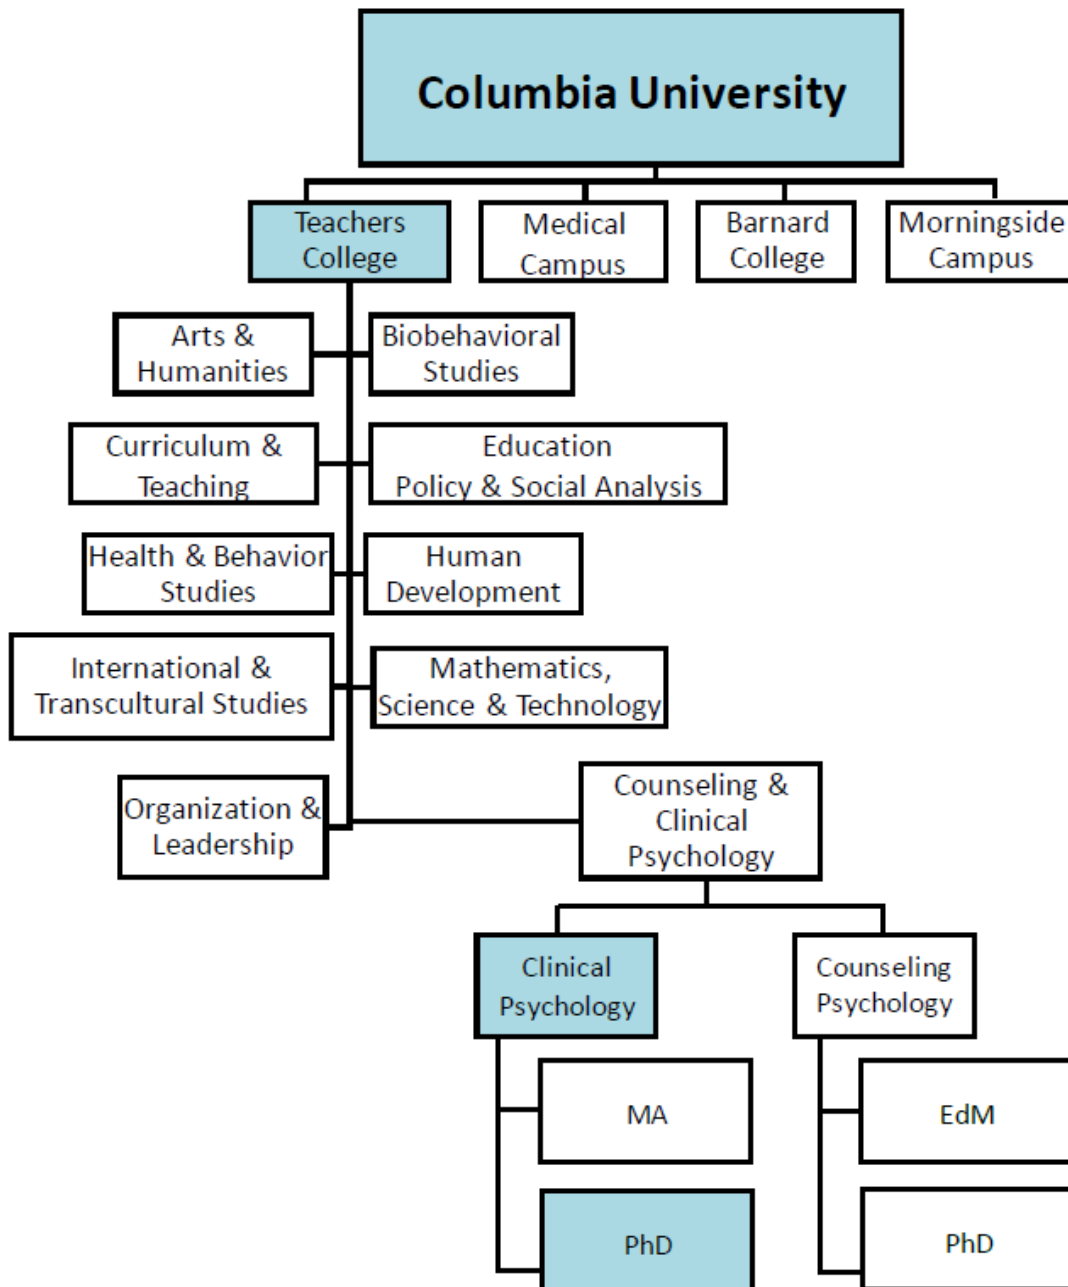 Columbia University
Teachers
College
Medical
Campus
Barnard
College
Morningside
Campus
Arts &
Humanities
Biobehavioral
Studies
Curriculum &
Teaching
Education
Policy & Social Analysis
Health & Behavior
Studies
Human
Development
International &
Transcultural Studies
Mathematics,
Science & Technology
Organization &
Leadership
Counseling &
Clinical
Psychology
Clinical
Psychology
Counseling
Psychology
MA
EdM
PhD
PhD